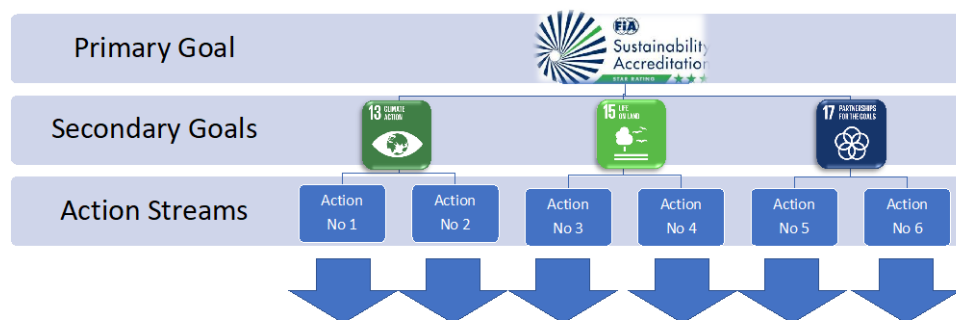 Primary Goal
FiA
Sustainability
Accreditation
STAR RATING
Secondary Goals
13 CLIMATE
ACTION
15 LIFE
ON LAND
17 PARTNERSHIPS
FOR THE GOALS
Action Streams
Action
No 1
Action
No 2
Action
No 3
Action
No 4
Action
No 5
Action
No 6